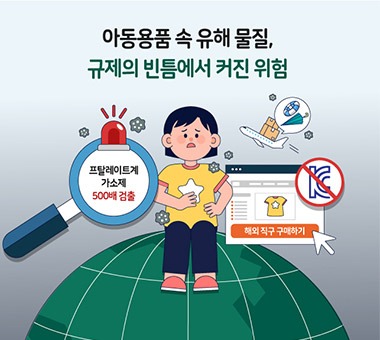 아동용품 속 유해 물질,
규제의 빈틈에서 커진 위험
프탈레이트계
가소제
500배 검출
KC
해외 직구 구매하기